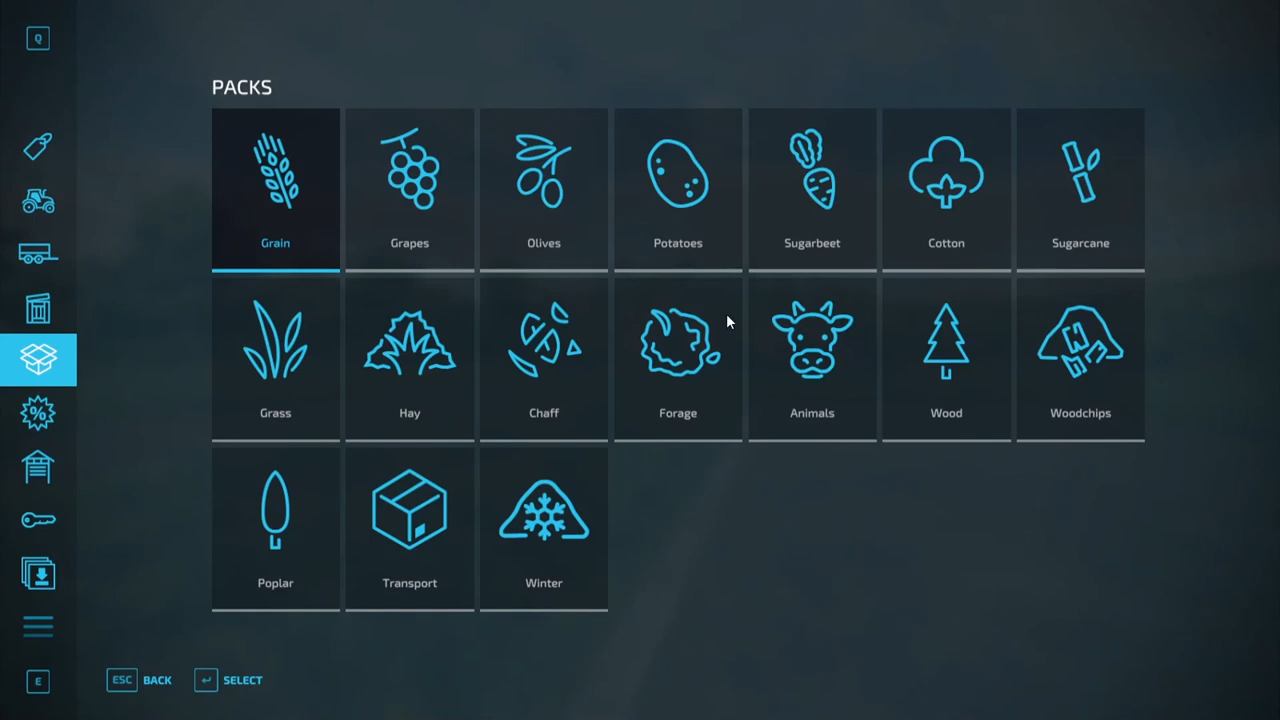 Q
PACKS
Grain
Grapes
Olives
Potatoes
Sugarbeet
Cotton
Sugarcane
Grass
Hay
Chaff
Forage
Animals
Wood
Woodchips
%
Poplar
Transport
Winter
E
ESC BACK
SELECT